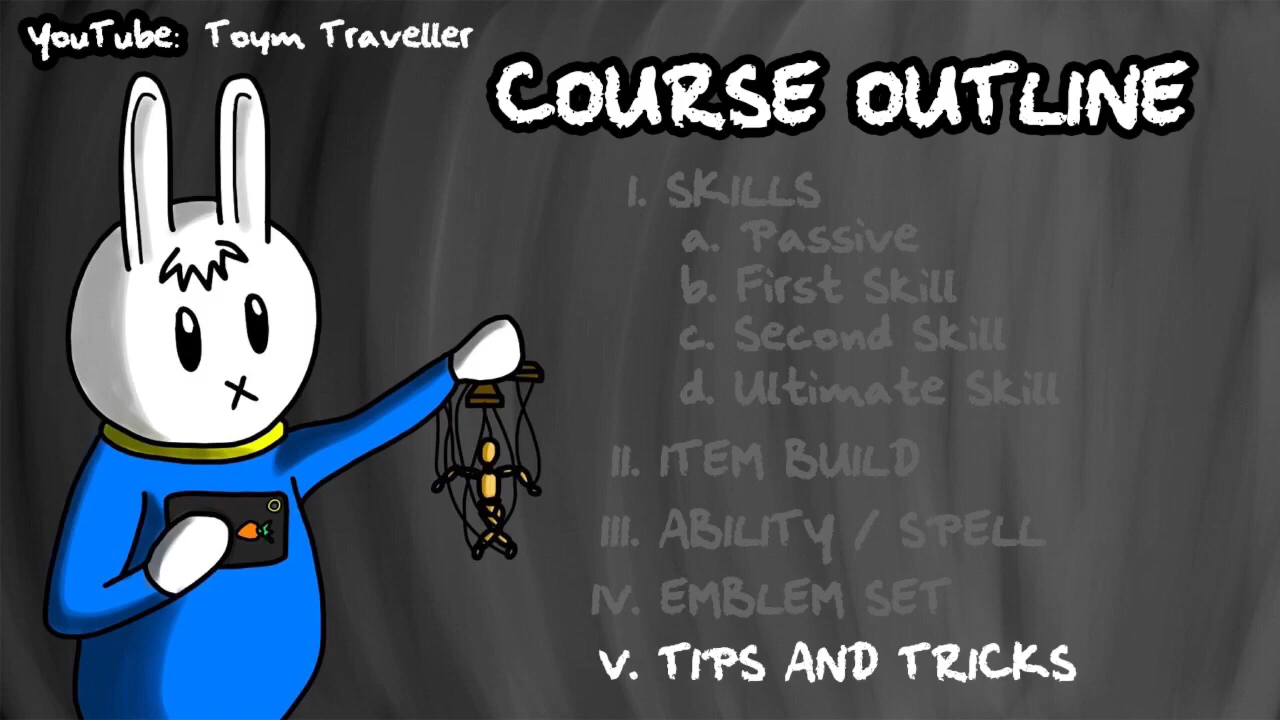 YouTube: Toym Traveller
COURSE OUTLINE
I. SKILLS
a. Passive
b. First Skill
c. Second Skill
d. Ultimate Skill
II. ITEM BUILD
III. ABILITY / SPELL
IV. EMBLEM SET
V. TIPS AND TRICKS